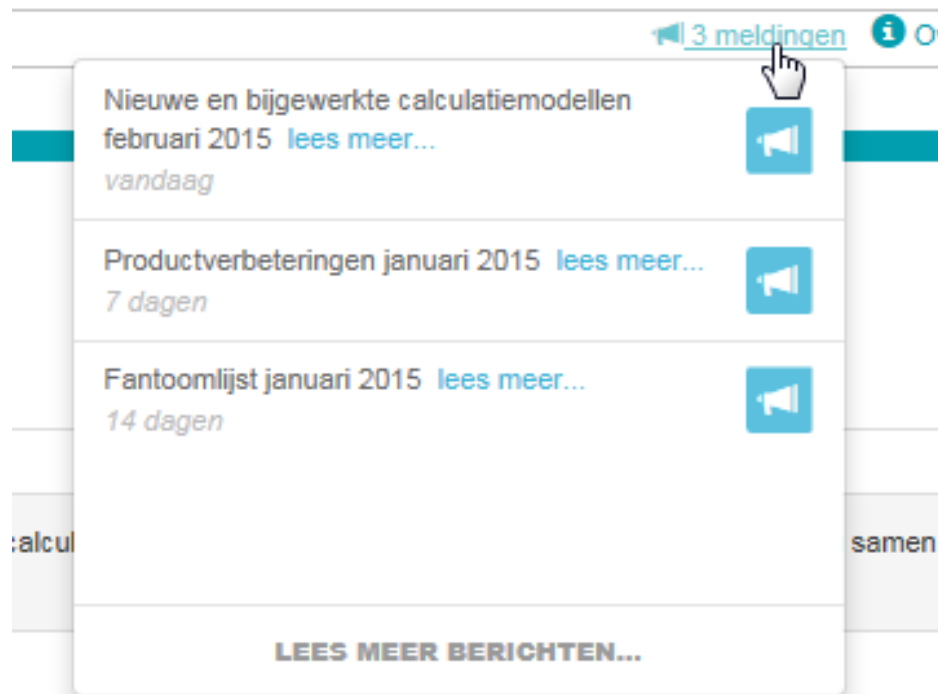 3 meldingen
Nieuwe en bijgewerkte calculatiemodellen
februari 2015 lees meer...
vandaag
Productverbeteringen januari 2015 lees meer...
7 dagen
Fantoomlijst januari 2015 lees meer...
14 dagen
samen
LEES MEER BERICHTEN...